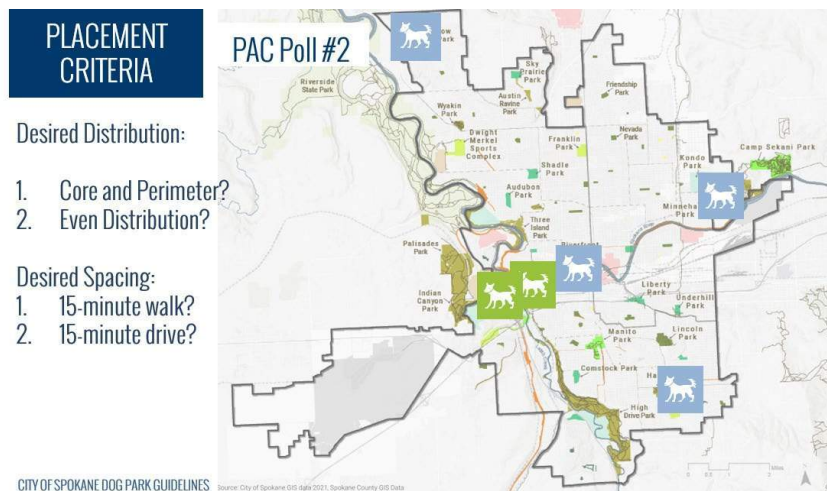 PLACEMENT
CRITERIA
PAC Poll #2
Desired Distribution:
1. Core and Perimeter?
2. Even Distribution?
Desired Spacing:
1. 15-minute walk?
2. 15-minute drive?
CITY OF SPOKANE DOG PARK GUIDELINES
Source: City of Spokane GIS data 2021, Spokane County GIS Data
Park
Sky
Prairie
Park
Riverside
State Park
Friendship
Park
Austin
Ravine
Park
Wyakin
Park
Dwight
Merkel
Sports
Complex
Franklin
Park
Nevada
Park
Shadle
Park
Kondo
Camp Sekani Park
Audubon
Park
Park
Three
Island
Park
Palisades
Park
Indian
Canyon
Park
Liberty
Park
Underhill
Park
Manito
Park
Lincoln
Park
Comstock Park
High
Drive Park